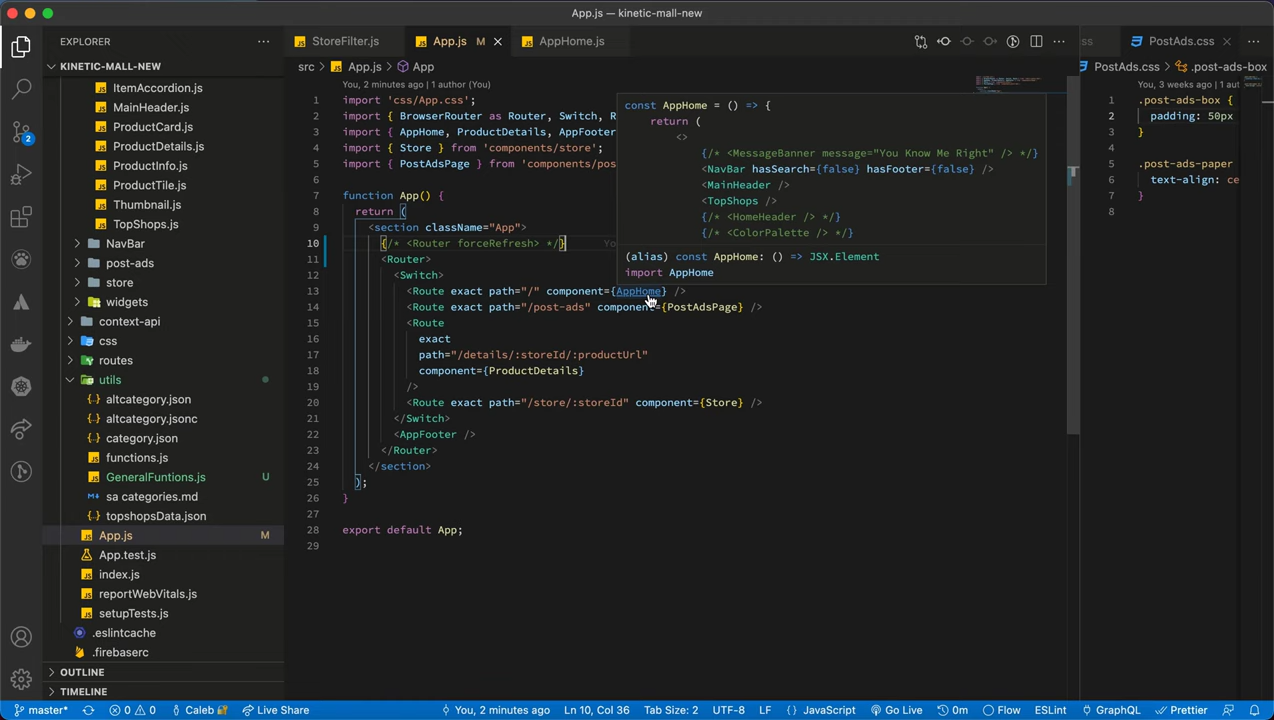 App.js — kinetic-mall-new
EXPLORER
KINETIC-MALL-NEW
ItemAccordion.js
MainHeader.js
ProductCard.js
ProductDetails.js
ProductInfo.js
ProductTile.js
Thumbnail.js
TopShops.js
NavBar
post-ads
store
widgets
context-api
css
routes
utils
altcategory.json
altcategory.jsonc
category.json
functions.js
GeneralFuntions.js U
sa categories.md
topshopsData.json
App.js M
App.test.js
index.js
reportWebVitals.js
setupTests.js
.eslintcache
.firebaserc
OUTLINE
TIMELINE
2
StoreFilter.js App.js M AppHome.js
src > App.js > App
You, 2 minutes ago | 1 author (You)
1 import 'css/App.css';
2 import { BrowserRouter as Router, Switch, R
3 import { AppHome, ProductDetails, AppFooter
4 import { Store } from 'components/store';
5 import { PostAdsPage } from 'components/pos
6
7 function App() {
8 return (
9 <section className="App">
10 {/* <Router forceRefresh> */}
11 <Router>
12 <Switch>
13 <Route exact path="/" component={AppHome} />
14 <Route exact path="/post-ads" component={PostAdsPage} />
15 <Route
16 exact
17 path="/details/:storeId/:productUrl"
18 component={ProductDetails}
19 />
20 <Route exact path="/store/:storeId" component={Store} />
21 </Switch>
22 <AppFooter />
23 </Router>
24 </section>
25 );
26 }
27
28 export default App;
29
const AppHome = () => {
return (
<>
{/* <MessageBanner message="You Know Me Right" /> */}
<NavBar hasSearch={false} hasFooter={false} />
<MainHeader />
<TopShops />
{/* <HomeHeader /> */}
{/* <ColorPalette /> */}
(alias) const AppHome: () => JSX.Element
import AppHome
ss PostAds.css
PostAds.css > .post-ads-box
You, 3 weeks ago | 1 aut
1 .post-ads-box {
2 padding: 50px
3 }
4
5 .post-ads-paper
6 text-align: ce
7 }
8
master* 0 0 Caleb Live Share You, 2 minutes ago Ln 10, Col 36 Tab Size: 2 UTF-8 LF JavaScript Go Live 0m Flow ESLint GraphQL Prettier